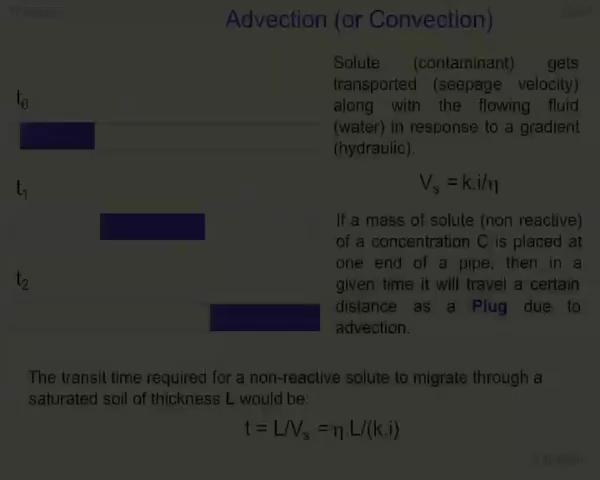 Advection (or Convection)
Solute (contaminant) gets
transported (seepage velocity)
along with the flowing fluid
(water) in response to a gradient
(hydraulic).
t₀
Vₛ = k.i/η
t₁
If a mass of solute (non reactive)
of a concentration C is placed at
one end of a pipe, then in a
given time it will travel a certain
distance as a Plug due to
advection.
t₂
The transit time required for a non-reactive solute to migrate through a
saturated soil of thickness L would be:
t = L/Vₛ = η.L/(k.i)